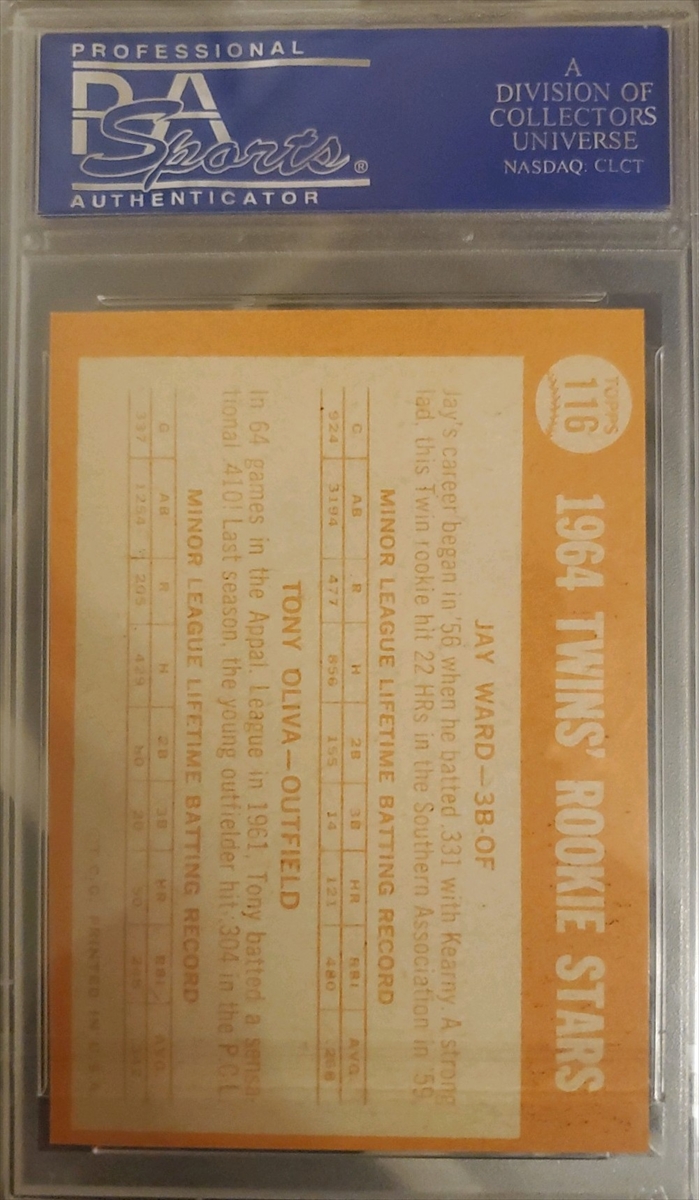 PROFESSIONAL
PSA
Sports®
AUTHENTICATOR
A
DIVISION OF
COLLECTORS
UNIVERSE
NASDAQ: CLCT
TOPPS
116
1964 TWINS' ROOKIE STARS
JAY WARD—3B-OF
Jay's career began in '56 when he batted .331 with Kearny. A strong
lad, this Twin rookie hit 22 HRs in the Southern Association in '59.
MINOR LEAGUE LIFETIME BATTING RECORD
G AB R H 2B 3B HR RBI AVG.
924 3194 477 856 155 14 121 480
TONY OLIVA—OUTFIELD
In 64 games in the Appal. League in 1961, Tony batted a sensa-
tional .410! Last season, the young outfielder hit .304 in the P.C.L.
MINOR LEAGUE LIFETIME BATTING RECORD
G AB R H 2B 3B HR RBI AVG.
1254 295 429 20 50
T.C.G. PRINTED IN U.S.A.